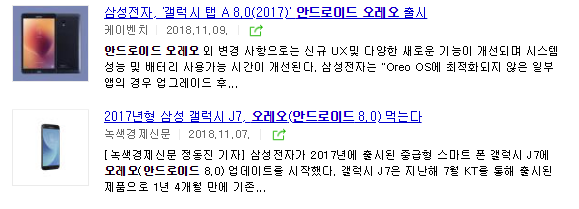 삼성전자, '갤럭시 탭 A 8.0(2017)' 안드로이드 오레오 출시
케이벤치 2018.11.09.
안드로이드 오레오 외 변경 사항으로는 신규 UX및 다양한 새로운 기능이 개선되며 시스템
성능 및 배터리 사용가능 시간이 개선된다. 삼성전자는 "Oreo OS에 최적화되지 않은 일부
앱의 경우 업그레이드 후...
2017년형 삼성 갤럭시 J7, 오레오(안드로이드 8.0) 먹는다
녹색경제신문 2018.11.07.
[녹색경제신문 정동진 기자] 삼성전자가 2017년에 출시된 중급형 스마트 폰 갤럭시 J7에
오레오(안드로이드 8.0) 업데이트를 시작했다. 갤럭시 J7은 지난해 7월 KT를 통해 출시된
제품으로 1년 4개월 만에 기존...